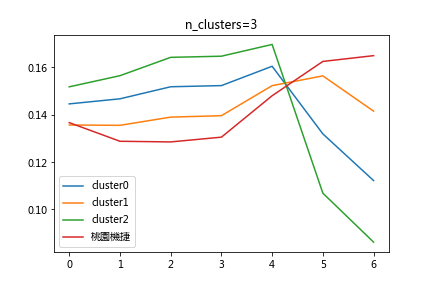 n_clusters=3
0.16
0.14
0.12
0.10
cluster0
cluster1
cluster2
桃園機捷
0 1 2 3 4 5 6